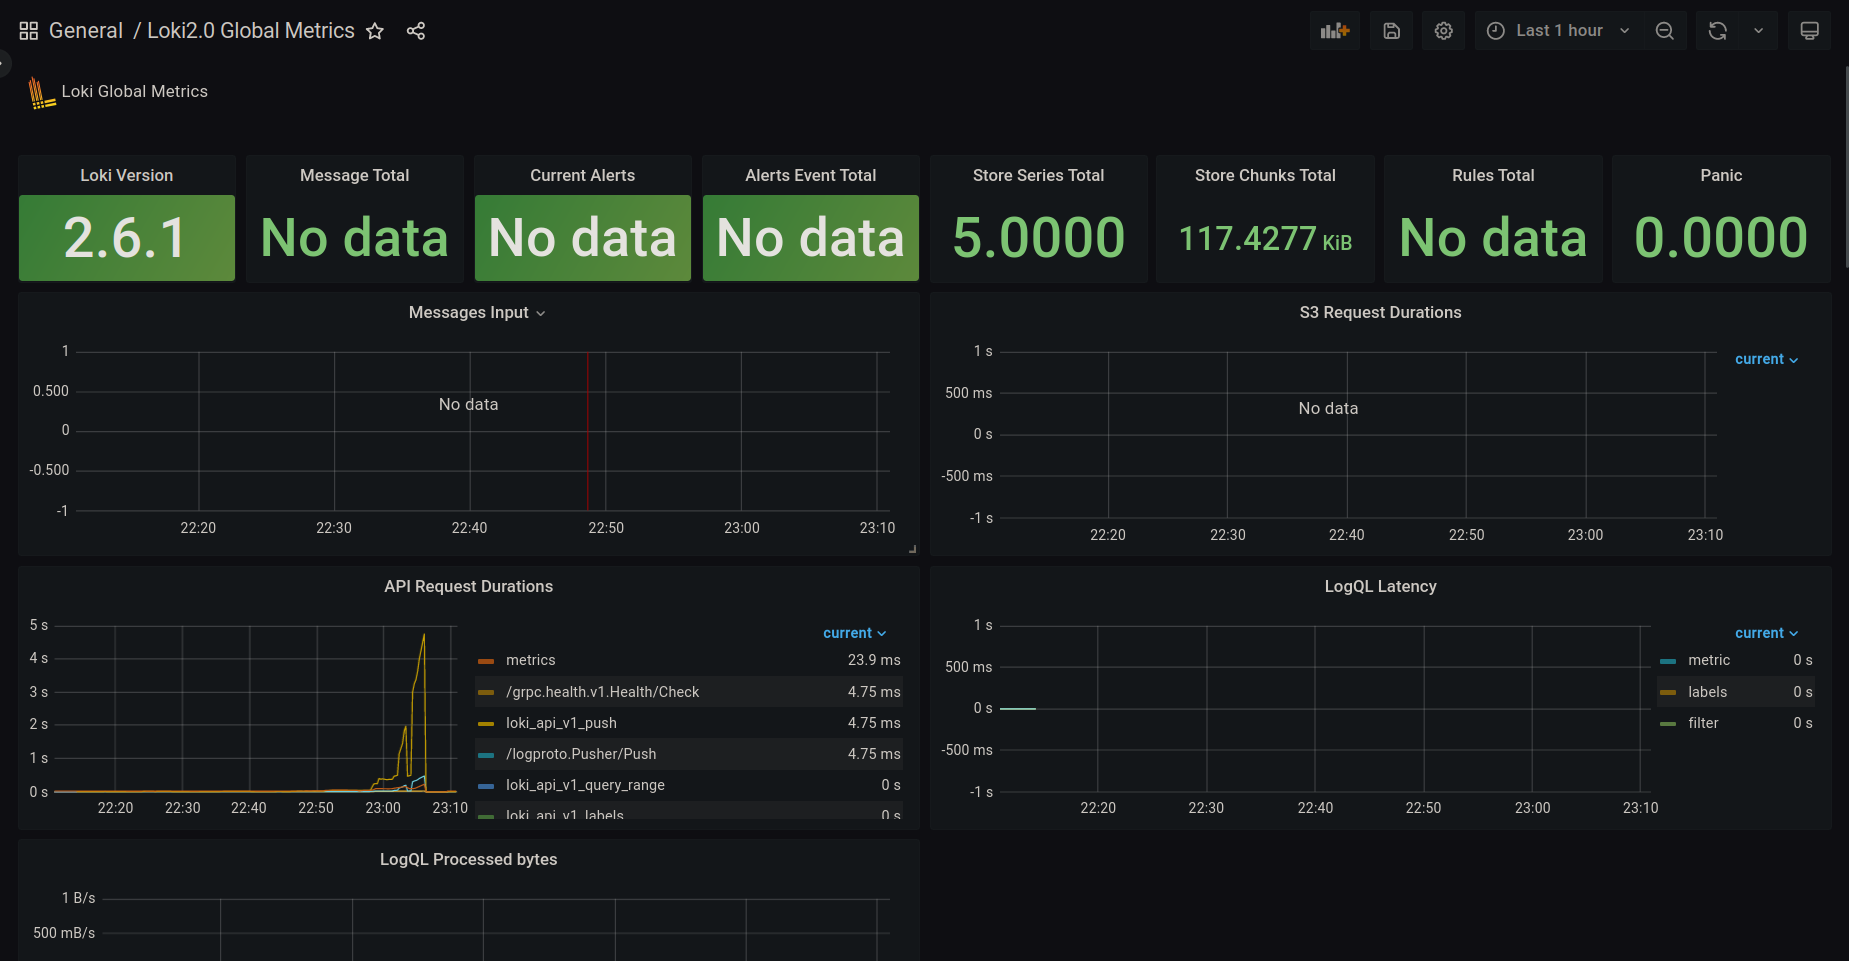 General / Loki2.0 Global Metrics
Last 1 hour
Loki Global Metrics
Loki Version
2.6.1
Message Total
No data
Current Alerts
No data
Alerts Event Total
No data
Store Series Total
5.0000
Store Chunks Total
117.4277 KiB
Rules Total
No data
Panic
0.0000
Messages Input
1
0.500
0
-0.500
-1
No data
22:20 22:30 22:40 22:50 23:00 23:10
S3 Request Durations
1 s
500 ms
0 s
-500 ms
-1 s
No data
22:20 22:30 22:40 22:50 23:00 23:10
current
API Request Durations
5 s
4 s
3 s
2 s
1 s
0 s
22:20 22:30 22:40 22:50 23:00 23:10
current
metrics 23.9 ms
/grpc.health.v1.Health/Check 4.75 ms
loki_api_v1_push 4.75 ms
/logproto.Pusher/Push 4.75 ms
loki_api_v1_query_range 0 s
loki_api_v1_labels 0 s
LogQL Latency
1 s
500 ms
0 s
-500 ms
-1 s
22:20 22:30 22:40 22:50 23:00 23:10
current
metric 0 s
labels 0 s
filter 0 s
LogQL Processed bytes
1 B/s
500 mB/s